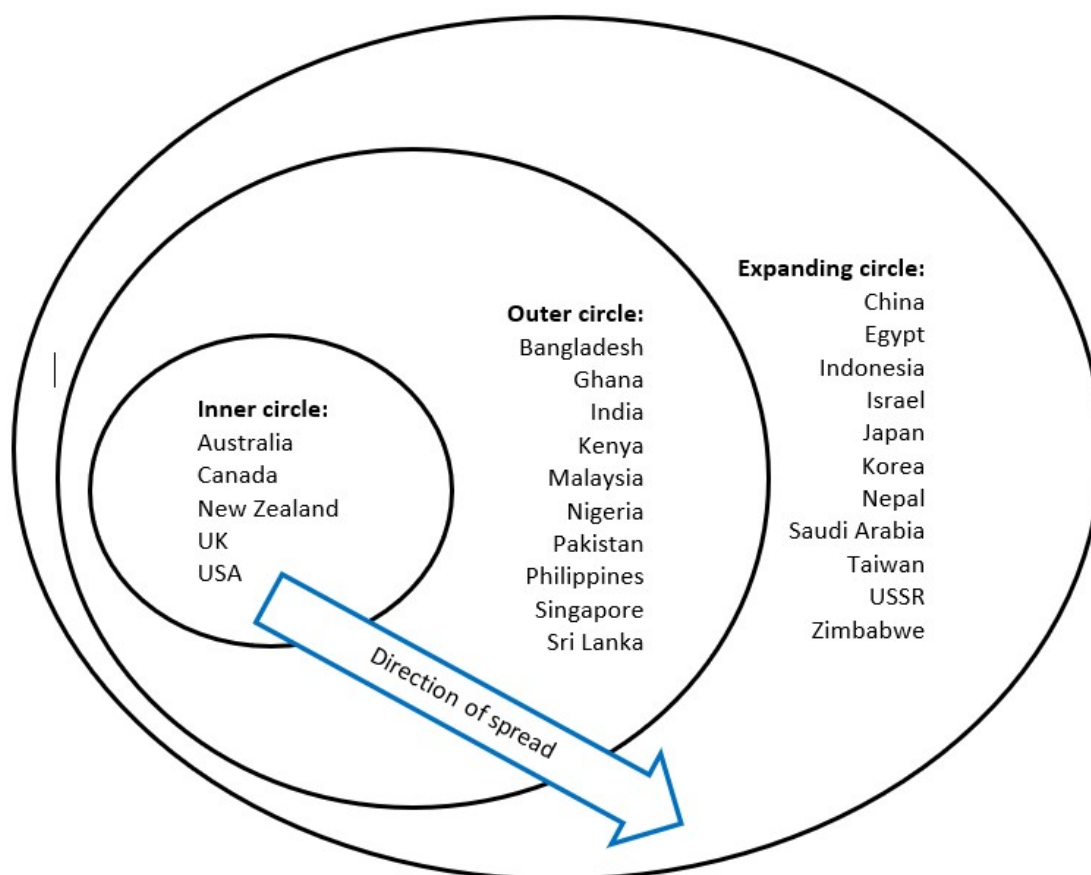 Inner circle:
Australia
Canada
New Zealand
UK
USA
Outer circle:
Bangladesh
Ghana
India
Kenya
Malaysia
Nigeria
Pakistan
Philippines
Singapore
Sri Lanka
Expanding circle:
China
Egypt
Indonesia
Israel
Japan
Korea
Nepal
Saudi Arabia
Taiwan
USSR
Zimbabwe
Direction of spread